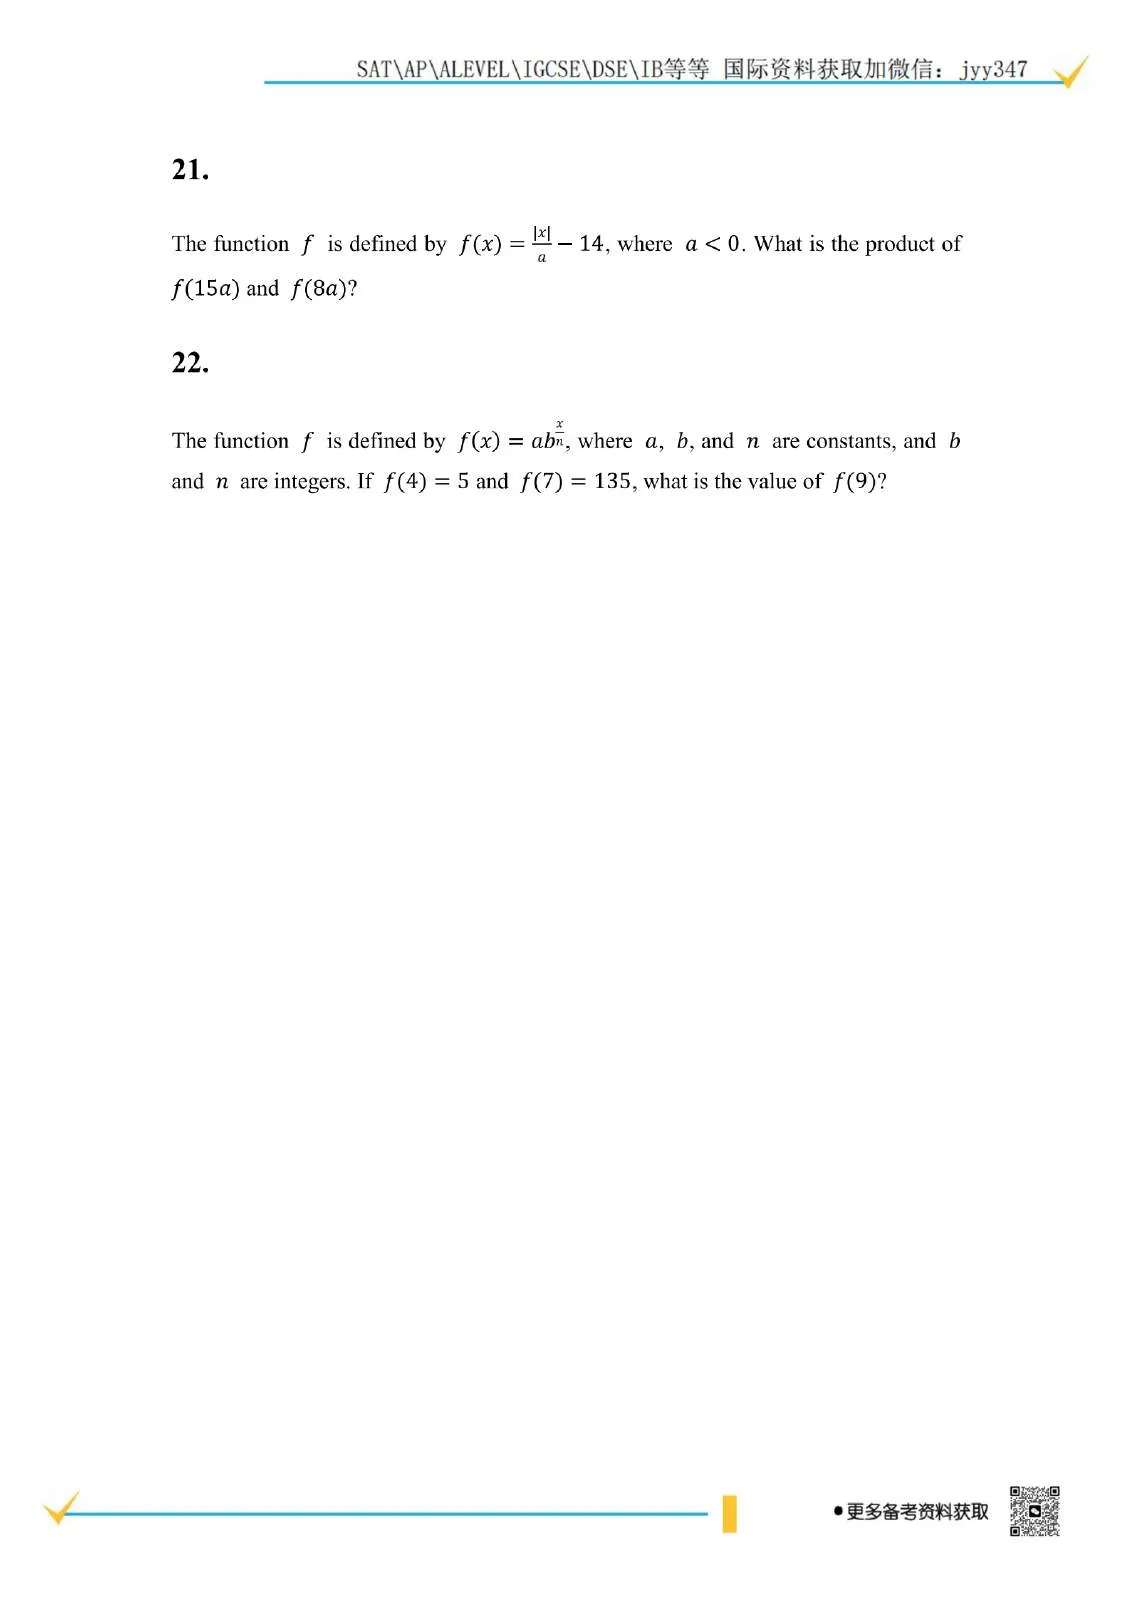 SAT\AP\ALEVEL\IGCSE\DSE\IB等等 国际资料获取加微信：jyy347
21.
The function f is defined by f(x) = |x|/a − 14, where a < 0. What is the product of
f(15a) and f(8a)?
22.
The function f is defined by f(x) = ab^(x/n), where a, b, and n are constants, and b
and n are integers. If f(4) = 5 and f(7) = 135, what is the value of f(9)?
•更多备考资料获取